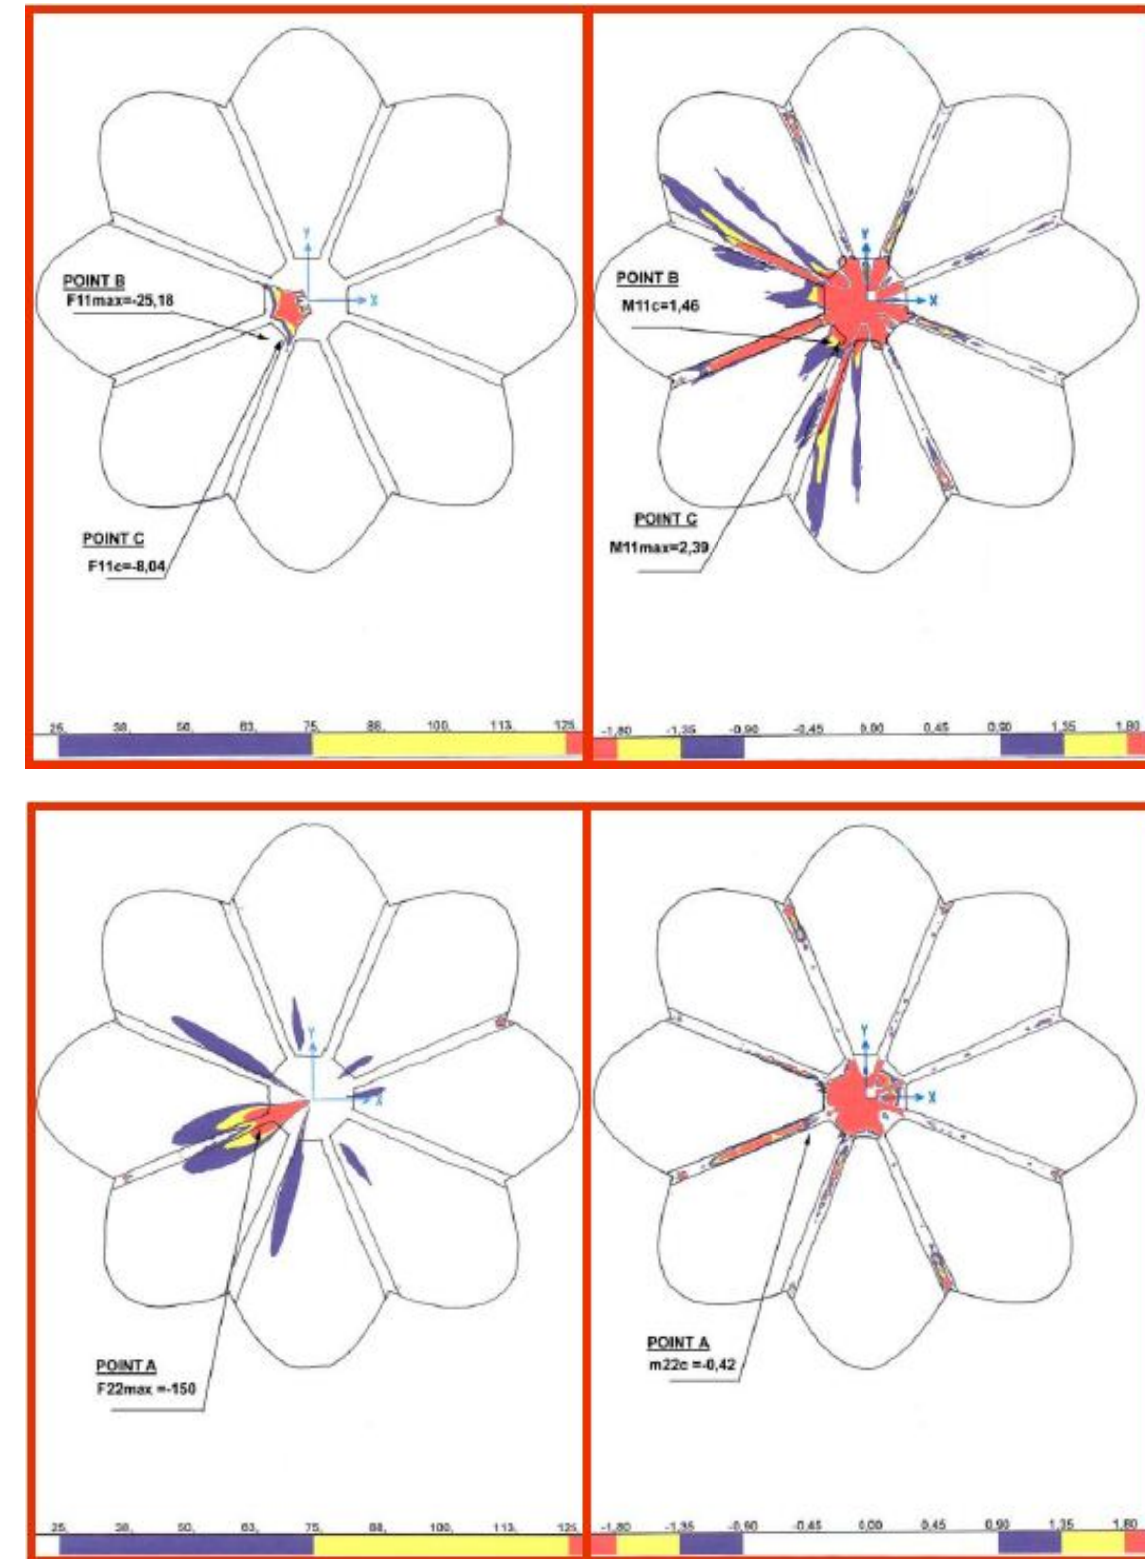 Y
X
POINT B
F11max=-25,18
POINT C
F11c=-8,04
25, 38, 50, 63, 75, 88, 100, 113, 125,
Y
X
POINT B
M11c=1,46
POINT C
M11max=2,39
-1,80 -1,35 -0,90 -0,45 0,00 0,45 0,90 1,35 1,80
Y
X
POINT A
F22max =-150
25, 38, 50, 63, 75, 88, 100, 113, 125,
Y
X
POINT A
m22c =-0,42
-1,80 -1,35 -0,90 -0,45 0,00 0,45 0,90 1,35 1,80